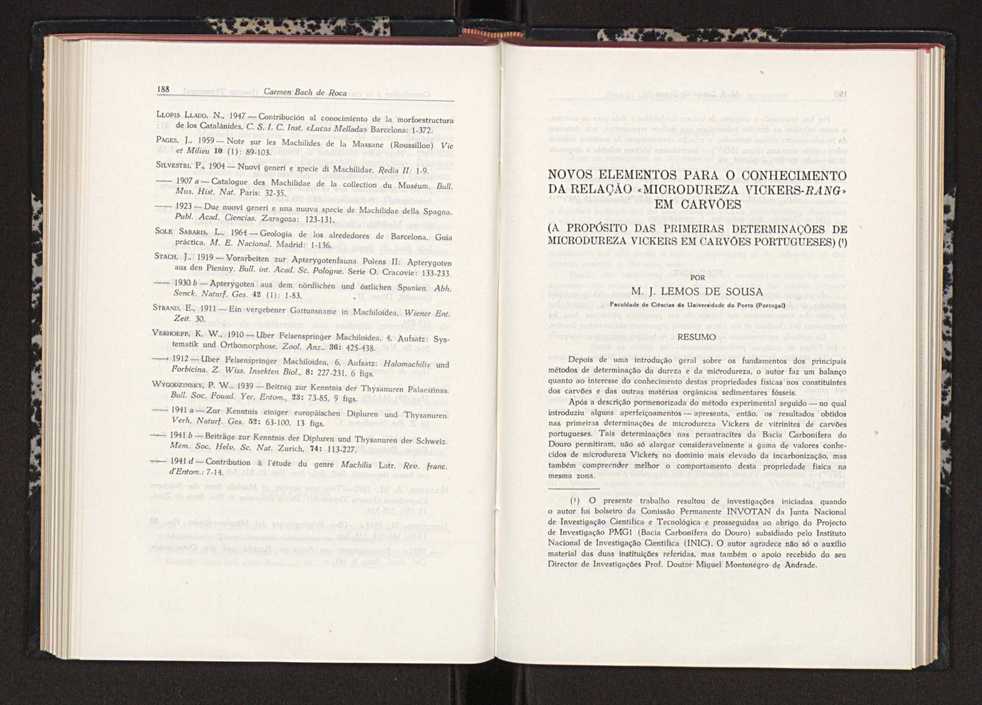 188 Carmen Bach de Roca
LLOPIS LLADO, N., 1947 — Contribución al conocimiento de la morfoestructura
de los Catalánides, C. S. I. C. Inst. «Lucas Mellada» Barcelona: 1-372.
PAGES, J., 1959 — Note sur les Machilides de la Massane (Roussillon) Vie
et Milieu 10 (1): 89-103.
SILVESTRI, P., 1904 — Nuovi generi e specie di Machilidae, Redia II: 1-9.
—— 1907 a — Catalogue des Machilidae de la collection du Muséum, Bull.
Mus. Hist. Nat. Paris: 32-35.
—— 1923 — Due nuovi generi e una nuova specie de Machilidae della Spagna.
Publ. Acad. Ciencias. Zaragoza: 123-131.
SOLE SABARIS, L., 1964 — Geologia de los alrededores de Barcelona, Guia
práctica, M. E. Nacional. Madrid: 1-136.
STACH, J., 1919 — Vorarbeiten zur Apterygotenfauna Polens II: Apterygoten
aus den Pieniny. Bull. int. Acad. Sc. Pologne. Serie O. Cracovie: 133-233.
—— 1930 b — Apterygoten aus dem nördlichen und östlichen Spanien. Abh.
Senck. Naturf. Ges. 42 (1): 1-83.
STRAND, E., 1911 — Ein vergebener Gattunsname in Machiloidea, Wiener Ent.
Zeit. 30.
VERHOEFF, K. W., 1910 — Uber Felsenspringer Machiloidea, 4. Aufsatz: Sys-
tematik und Orthomorphose. Zool. Anz., 36: 425-438.
—— 1912 — Uber Felsenspringer Machiloidea, 6. Aufsatz: Halomachilis und
Forbicina. Z. Wiss. Insekten Biol., 8: 227-231, 6 figs.
WYGODZINSKY, P. W., 1939 — Beitrag zur Kenntnis der Thysanuren Palaestinas.
Bull. Soc. Fouad. Yer. Entom., 23: 73-85, 9 figs.
—— 1941 a — Zur Kenntnis einiger europäischen Dipluren und Thysanuren
Verh. Naturf. Ges. 52: 63-100, 13 figs.
—— 1941 b — Beiträge zur Kenntnis der Dipluren und Thysanuren der Schweiz.
Mem. Soc. Helv. Sc. Nat. Zurich, 74: 113-227.
—— 1941 d — Contribution à l'étude du genre Machilis Latr. Rev. franc.
d'Entom.: 7-14.
NOVOS ELEMENTOS PARA O CONHECIMENTO
DA RELAÇÃO «MICRODUREZA VICKERS-RANG»
EM CARVÕES
(A PROPÓSITO DAS PRIMEIRAS DETERMINAÇÕES DE
MICRODUREZA VICKERS EM CARVÕES PORTUGUESES) (¹)
POR
M. J. LEMOS DE SOUSA
Faculdade de Ciências da Universidade do Porto (Portugal)
RESUMO
Depois de uma introdução geral sobre os fundamentos dos principais
métodos de determinação da dureza e da microdureza, o autor faz um balanço
quanto ao interesse do conhecimento destas propriedades físicas nos constituintes
dos carvões e das outras matérias orgânicas sedimentares fósseis.
Após a descrição pormenorizada do método experimental seguido — no qual
introduziu alguns aperfeiçoamentos — apresenta, então, os resultados obtidos
nas primeiras determinações de microdureza Vickers de vitrinites de carvões
portugueses. Tais determinações nas perantracites da Bacia Carbonífera do
Douro permitiram, não só alargar consideravelmente a gama de valores conhe-
cidos de microdureza Vickers no domínio mais elevado da incarbonização, mas
também compreender melhor o comportamento desta propriedade física na
mesma zona.
(¹) O presente trabalho resultou de investigações iniciadas quando
o autor foi bolseiro da Comissão Permanente INVOTAN da Junta Nacional
de Investigação Científica e Tecnológica e prosseguidas ao abrigo do Projecto
de Investigação PMG1 (Bacia Carbonífera do Douro) subsidiado pelo Instituto
Nacional de Investigação Científica (INIC). O autor agradece não só o auxílio
material das duas instituições referidas, mas também o apoio recebido do seu
Director de Investigações Prof. Doutor Miguel Montenegro de Andrade.